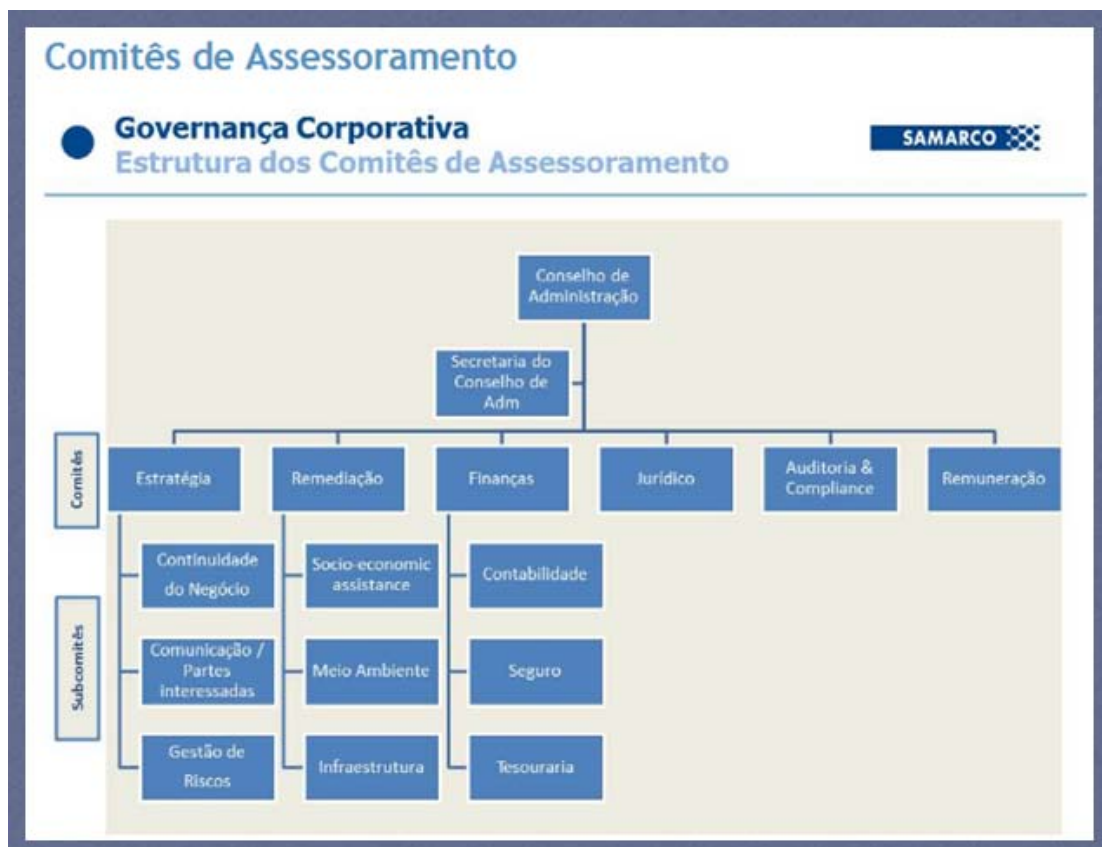 Comitês de Assessoramento
Governança Corporativa
Estrutura dos Comitês de Assessoramento
SAMARCO
Conselho de
Administração
Secretaria do
Conselho de
Adm
Comitês
Estratégia
Remediação
Finanças
Jurídico
Auditoria &
Compliance
Remuneração
Subcomitês
Continuidade
do Negócio
Socio-economic
assistance
Contabilidade
Comunicação /
Partes
interessadas
Meio Ambiente
Seguro
Gestão de
Riscos
Infraestrutura
Tesouraria